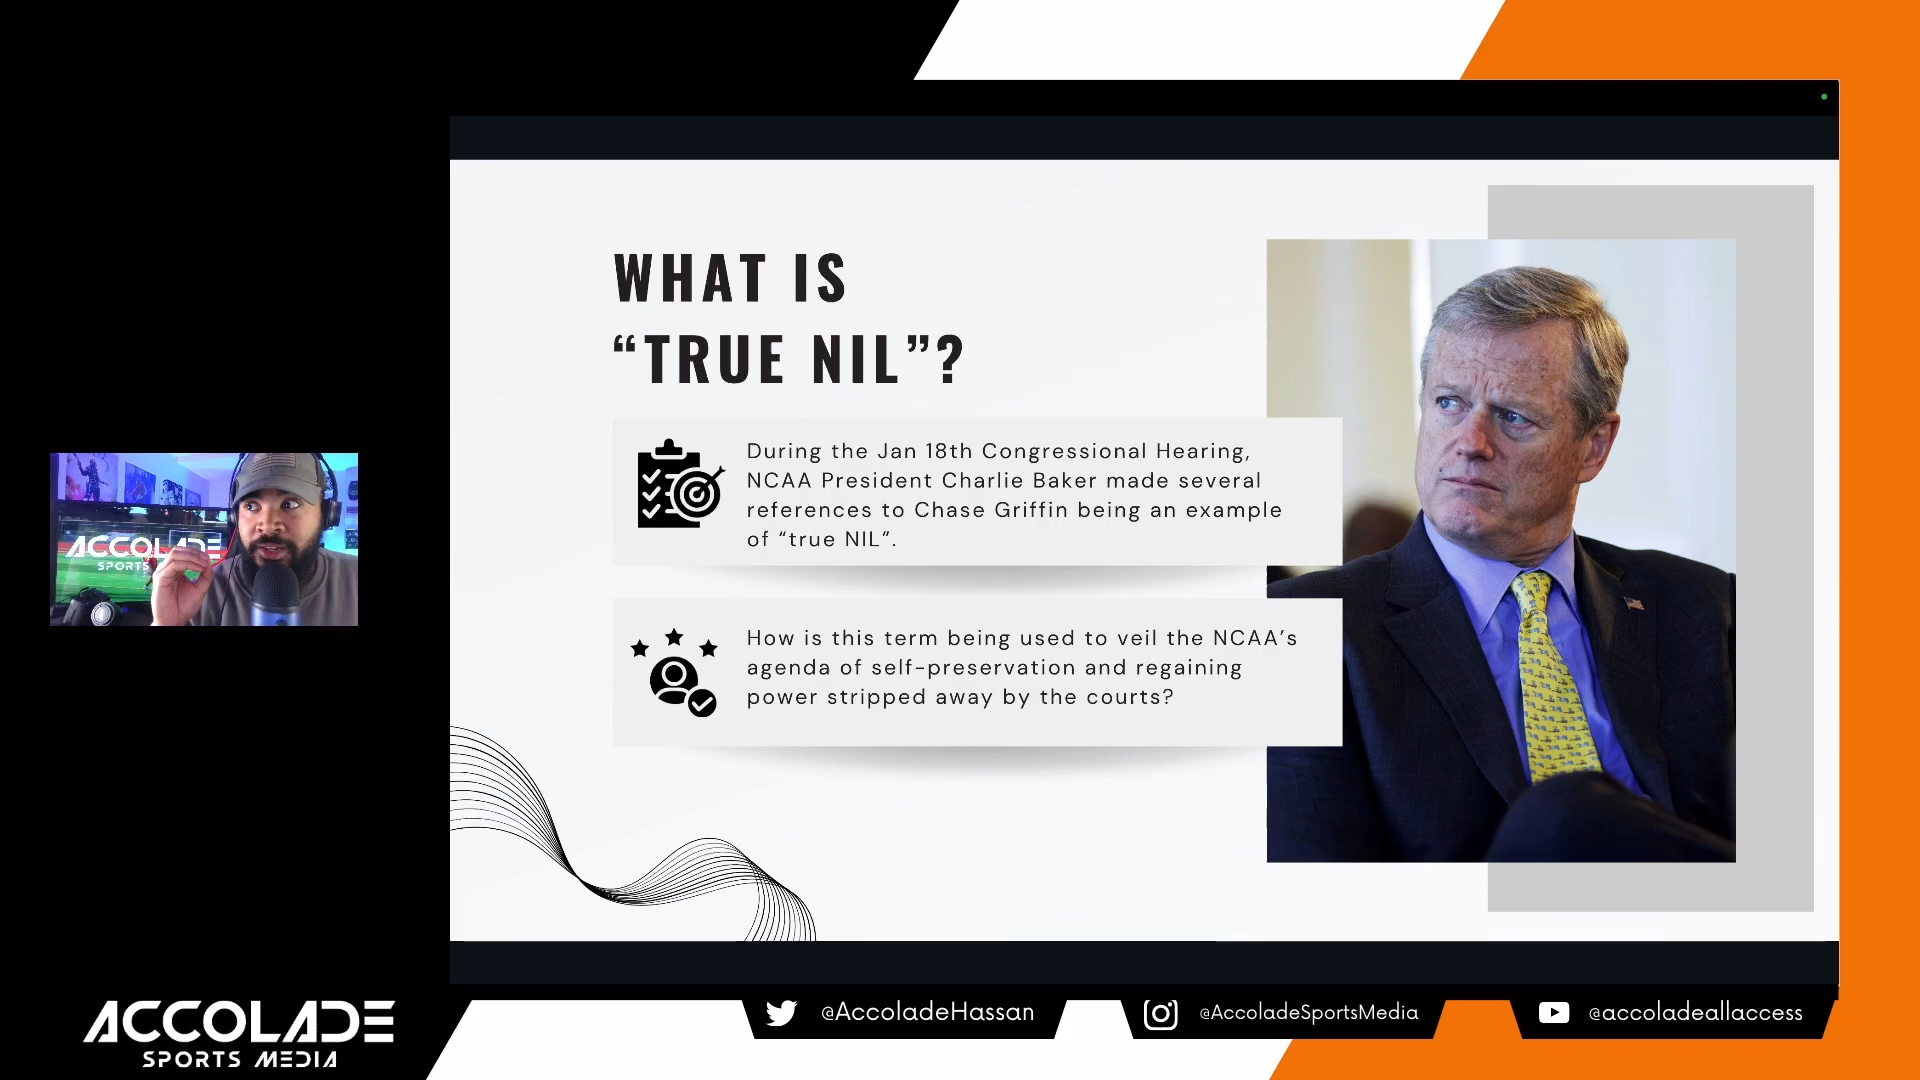 WHAT IS
“TRUE NIL”?
During the Jan 18th Congressional Hearing,
NCAA President Charlie Baker made several
references to Chase Griffin being an example
of “true NIL”.
How is this term being used to veil the NCAA’s
agenda of self-preservation and regaining
power stripped away by the courts?
ACCOLADE
SPORTS
ACCOLADE
SPORTS MEDIA
@AccoladeHassan
@AccoladeSportsMedia
@accoladeallaccess